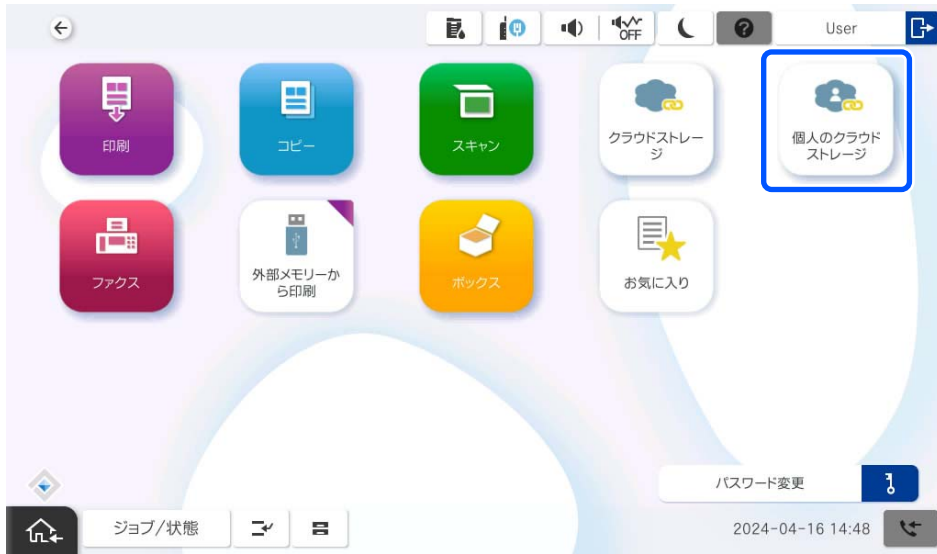 OFF
User
印刷
コピー
スキャン
クラウドストレー
ジ
個人のクラウド
ストレージ
ファクス
外部メモリーか
ら印刷
ボックス
お気に入り
パスワード変更
ジョブ/状態
2024-04-16 14:48